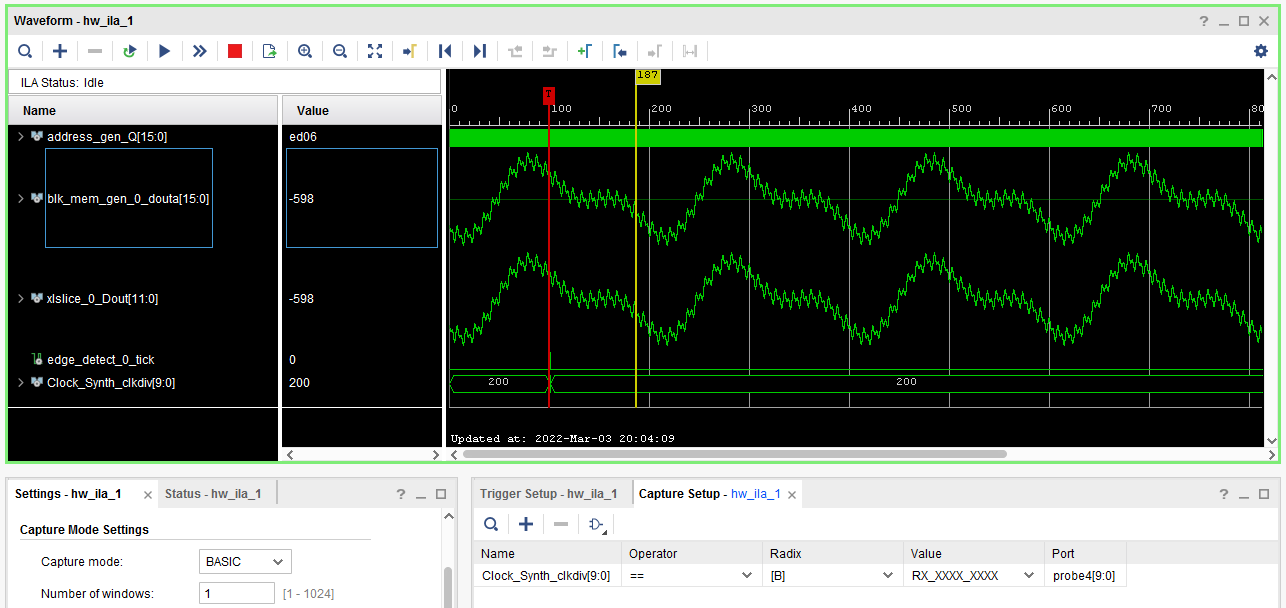 Waveform - hw_ila_1
ILA Status: Idle
Name Value
187
T
0 100 200 300 400 500 600 700 800
address_gen_Q[15:0] ed06
blk_mem_gen_0_douta[15:0] -598
xlslice_0_Dout[11:0] -598
edge_detect_0_tick 0
Clock_Synth_clkdiv[9:0] 200 200 200
Updated at: 2022-Mar-03 20:04:09
Settings - hw_ila_1 Status - hw_ila_1
Capture Mode Settings
Capture mode: BASIC
Number of windows: 1 [1 - 1024]
Trigger Setup - hw_ila_1 Capture Setup - hw_ila_1
Name Operator Radix Value Port
Clock_Synth_clkdiv[9:0] == [B] RX_XXXX_XXXX probe4[9:0]